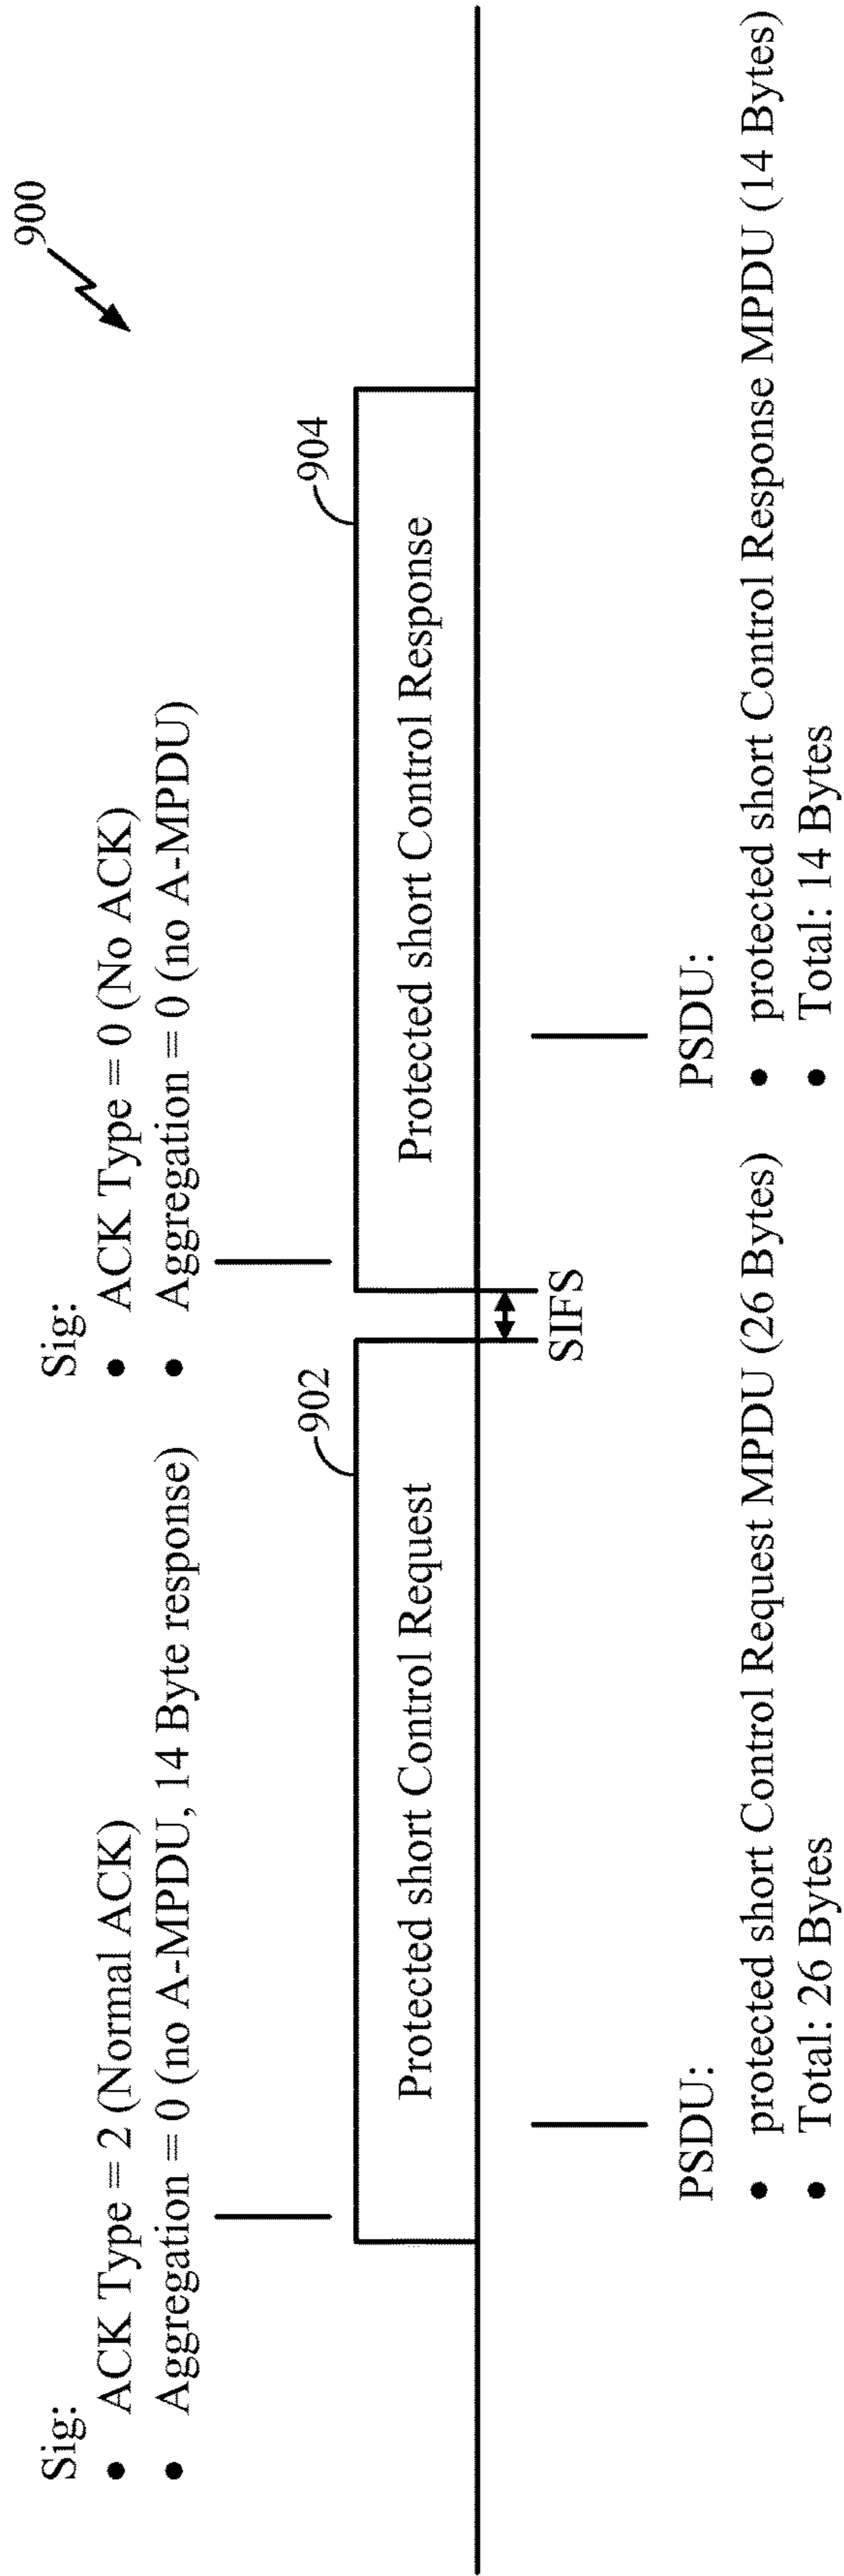 900
Sig:
• ACK Type = 2 (Normal ACK)
• Aggregation = 0 (no A-MPDU, 14 Byte response)
Sig:
• ACK Type = 0 (No ACK)
• Aggregation = 0 (no A-MPDU)
902
904
Protected short Control Request
Protected short Control Response
SIFS
PSDU:
• protected short Control Request MPDU (26 Bytes)
• Total: 26 Bytes
PSDU:
• protected short Control Response MPDU (14 Bytes)
• Total: 14 Bytes